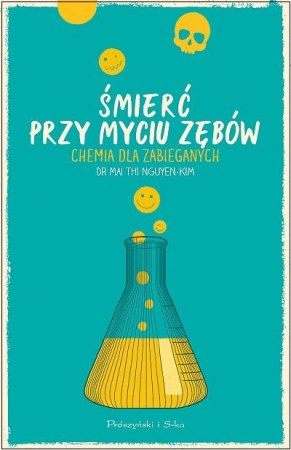 ŚMIERĆ
PRZY MYCIU ZĘBÓW
CHEMIA DLA ZABIEGANYCH
DR MAI THI NGUYEN-KIM
Prószyński i S-ka